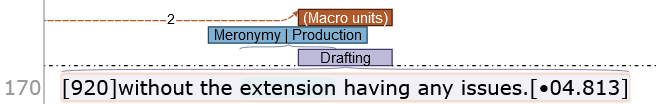 2
(Macro units)
Meronymy | Production
Drafting
170 [920]without the extension having any issues.[•04.813]